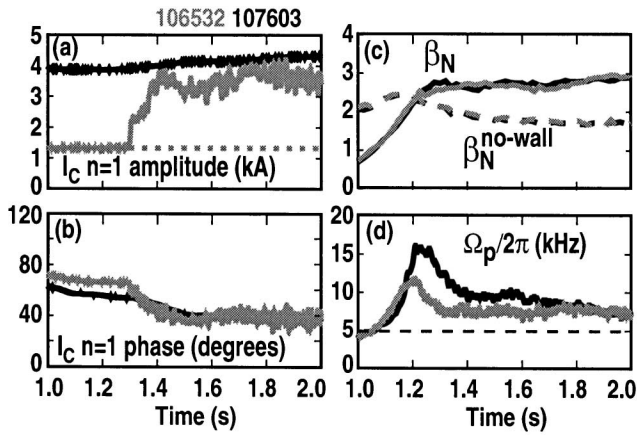 106532 107603
(a)
5
4
3
2
1
0
I_C n=1 amplitude (kA)
(b)
120
80
40
0
I_C n=1 phase (degrees)
1.0 1.2 1.4 1.6 1.8 2.0
Time (s)
(c)
4
3
2
1
0
β_N
β_N^no-wall
(d)
20
15
10
5
0
Ω_p/2π (kHz)
1.0 1.2 1.4 1.6 1.8 2.0
Time (s)